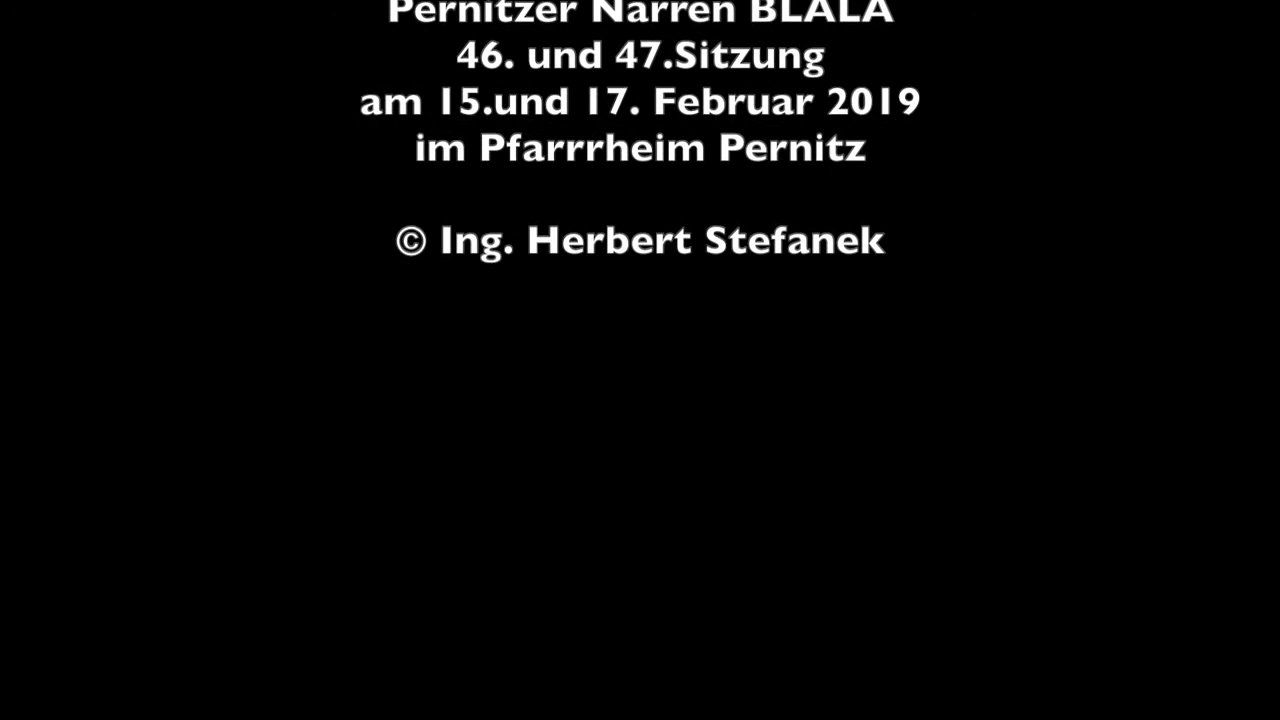 Pernitzer Narren BLALA
46. und 47.Sitzung
am 15.und 17. Februar 2019
im Pfarrrheim Pernitz
© Ing. Herbert Stefanek